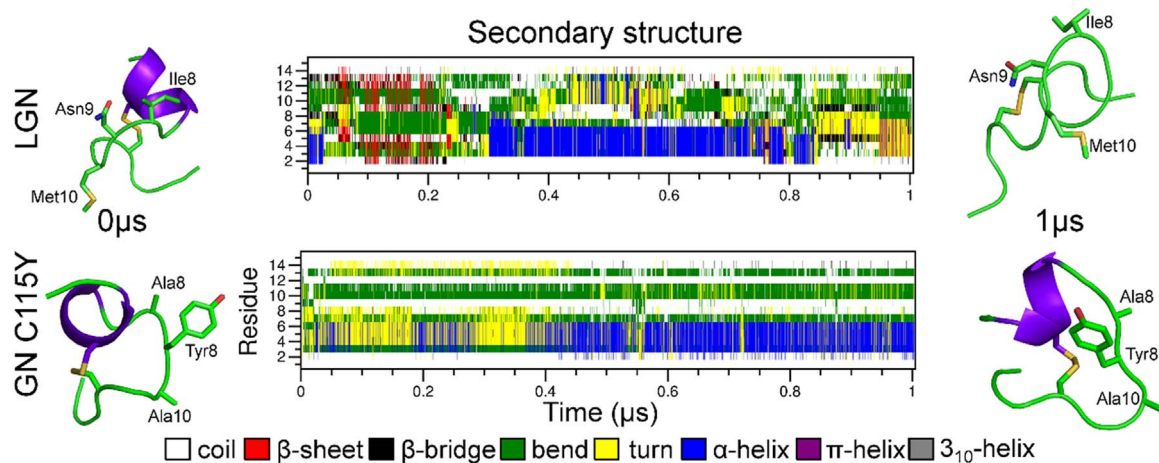 Secondary structure
LGN
Ile8
Asn9
Met10
0µs
14
12
10
8
6
4
2
0
0.2
0.4
0.6
0.8
1
Ile8
Asn9
Met10
1µs
GN C115Y
Ala8
Tyr8
Ala10
Residue
14
12
10
8
6
4
2
0
0.2
0.4
0.6
0.8
1
Time (µs)
Ala8
Tyr8
Ala10
coil β-sheet β-bridge bend turn α-helix π-helix 3₁₀-helix